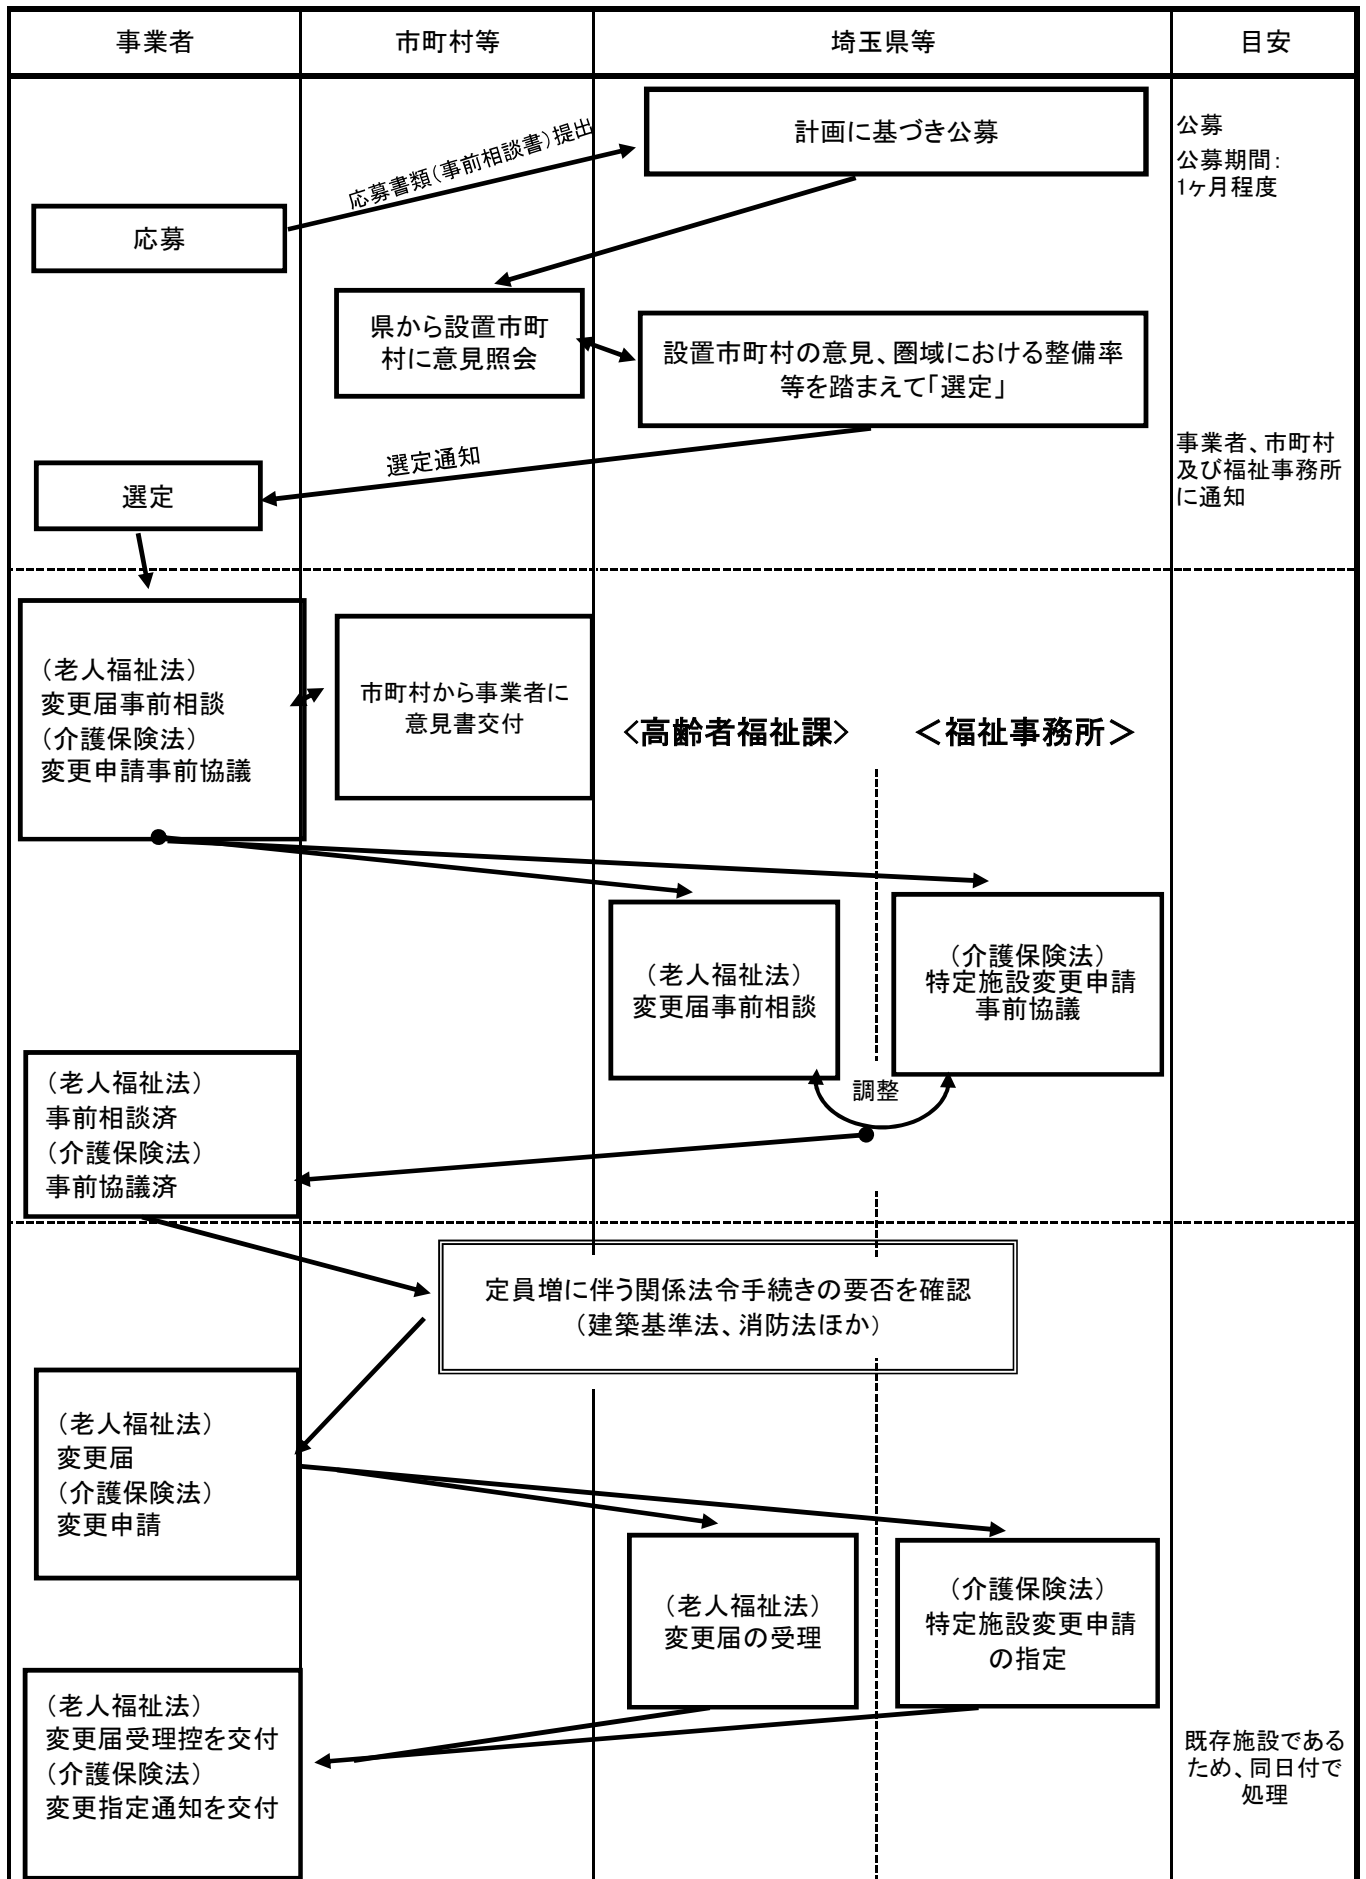 事業者
市町村等
埼玉県等
目安
計画に基づき公募
公募
公募期間：
1ヶ月程度
応募書類（事前相談書）提出
応募
県から設置市町
村に意見照会
設置市町村の意見、圏域における整備率
等を踏まえて「選定」
選定通知
選定
事業者、市町村
及び福祉事務所
に通知
（老人福祉法）
変更届事前相談
（介護保険法）
変更申請事前協議
市町村から事業者に
意見書交付
＜高齢者福祉課＞
＜福祉事務所＞
（老人福祉法）
変更届事前相談
（介護保険法）
特定施設変更申請
事前協議
調整
（老人福祉法）
事前相談済
（介護保険法）
事前協議済
定員増に伴う関係法令手続きの要否を確認
（建築基準法、消防法ほか）
（老人福祉法）
変更届
（介護保険法）
変更申請
（老人福祉法）
変更届の受理
（介護保険法）
特定施設変更申請
の指定
（老人福祉法）
変更届受理控を交付
（介護保険法）
変更指定通知を交付
既存施設である
ため、同日付で
処理